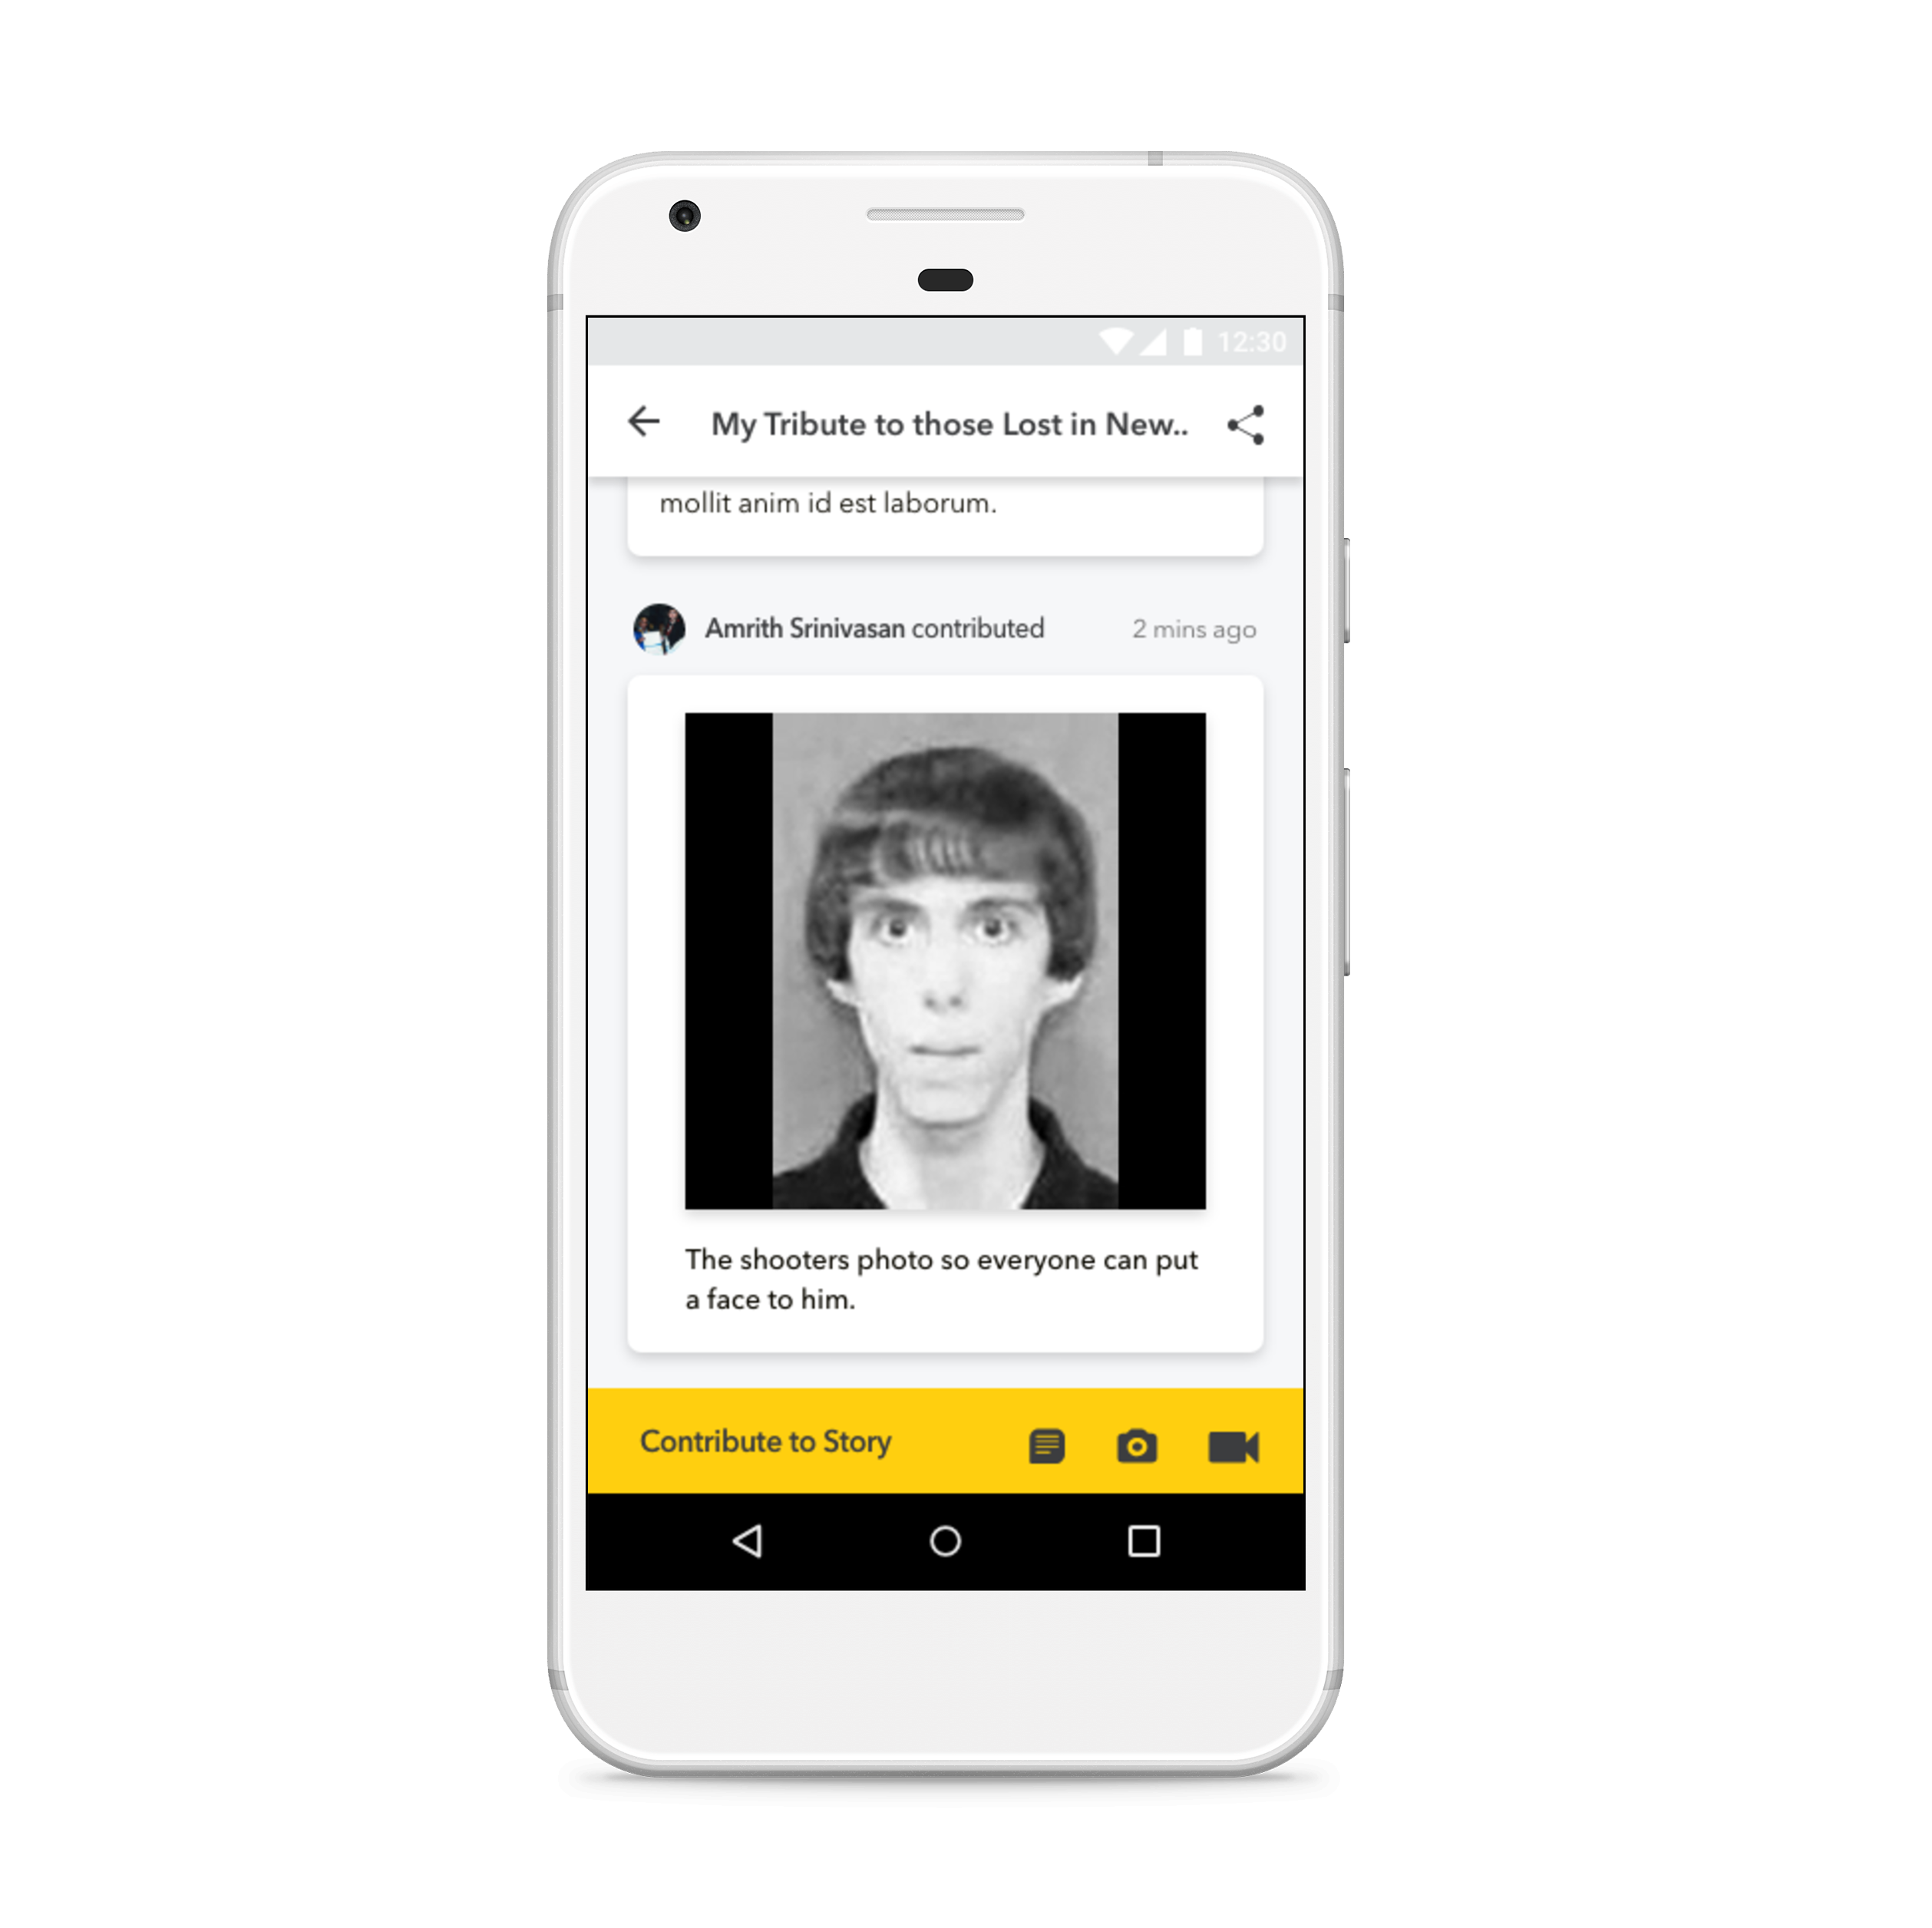 12:30
My Tribute to those Lost in New..
mollit anim id est laborum.
Amrith Srinivasan contributed 2 mins ago
The shooters photo so everyone can put
a face to him.
Contribute to Story